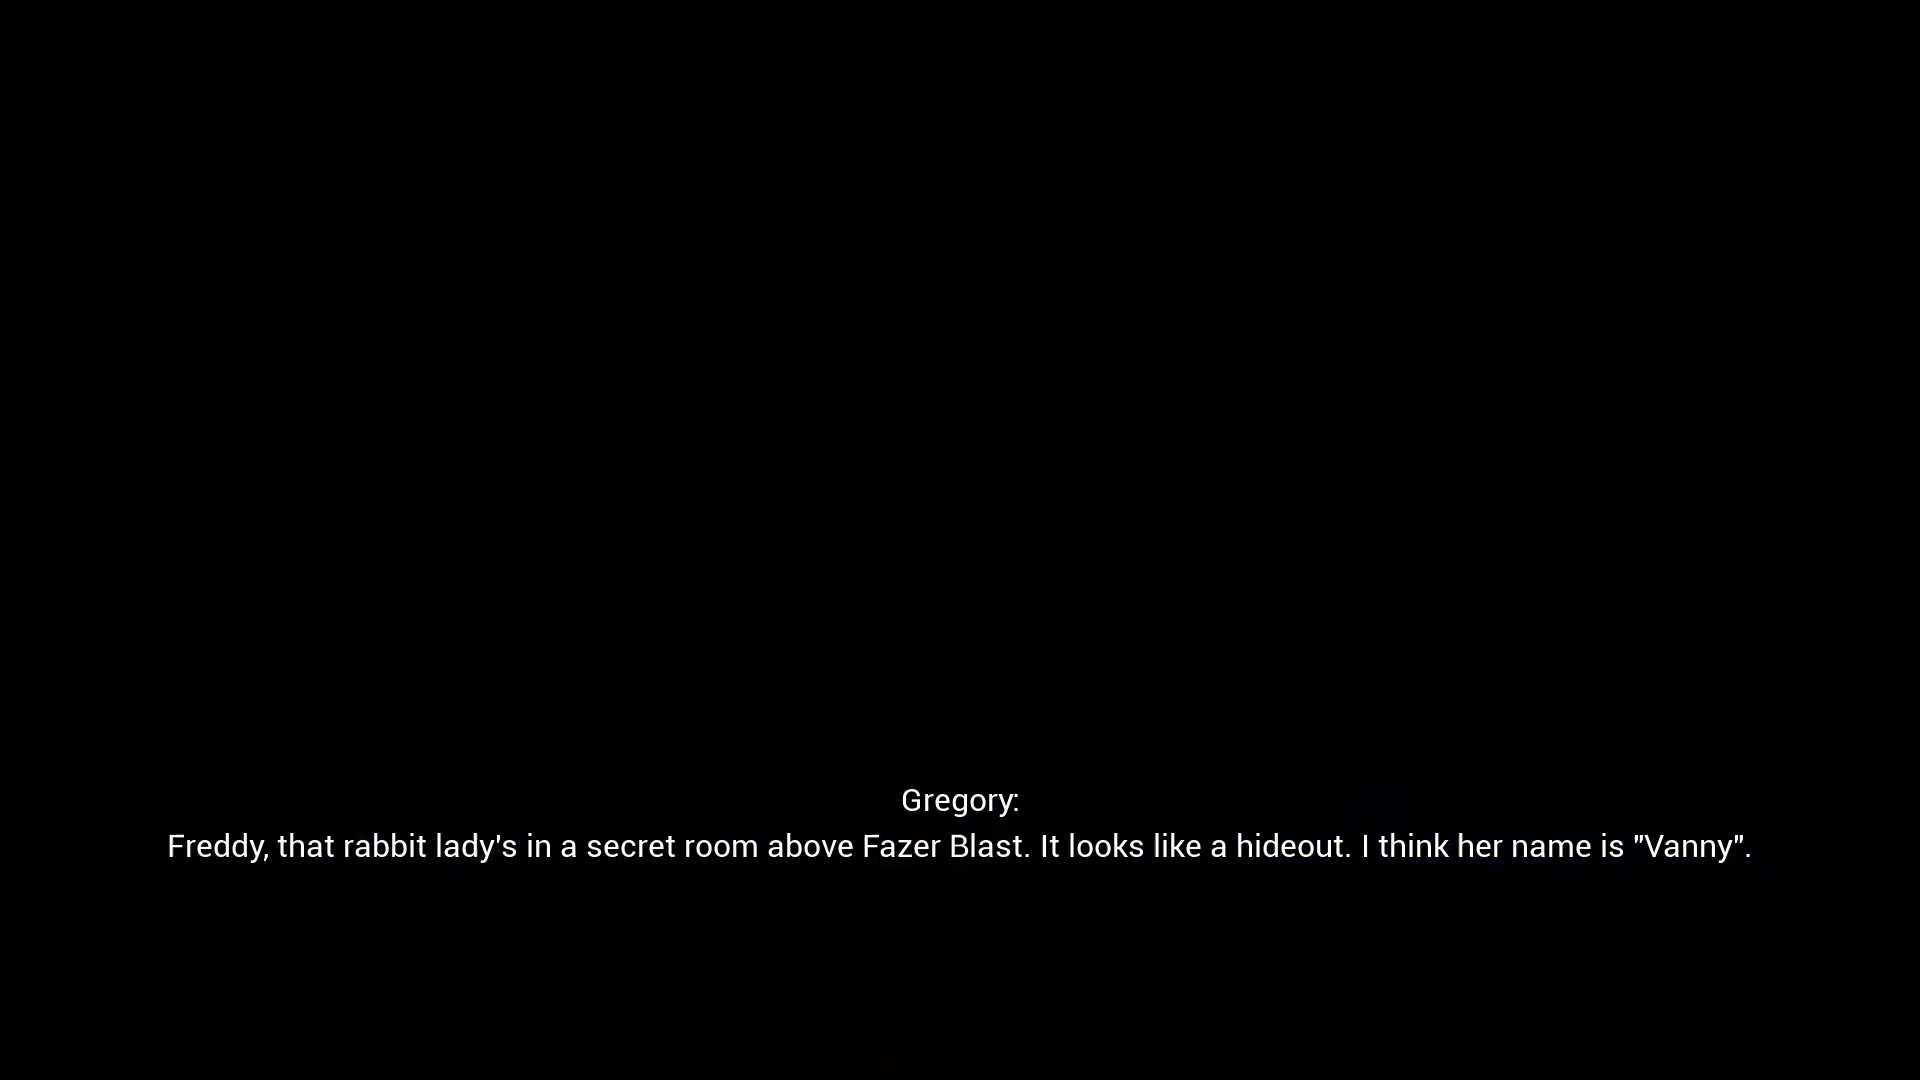 Gregory:
Freddy, that rabbit lady's in a secret room above Fazer Blast. It looks like a hideout. I think her name is "Vanny".